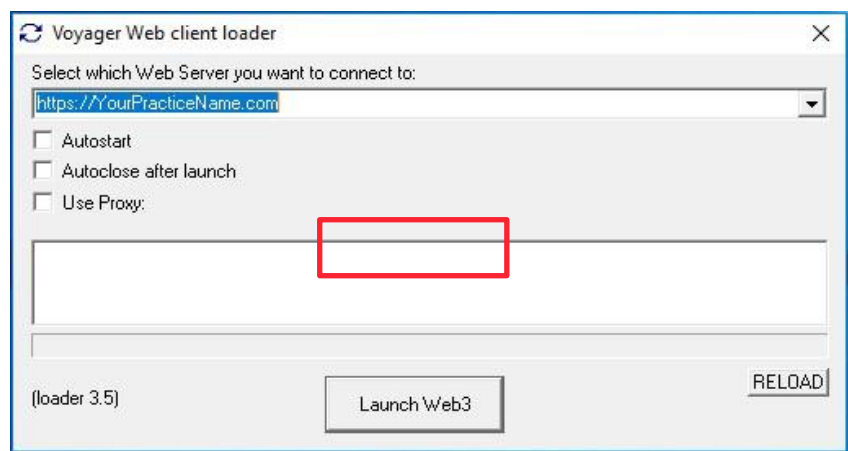 Voyager Web client loader
Select which Web Server you want to connect to:
https://YourPracticeName.com
Autostart
Autoclose after launch
Use Proxy:
(loader 3.5)
Launch Web3
RELOAD